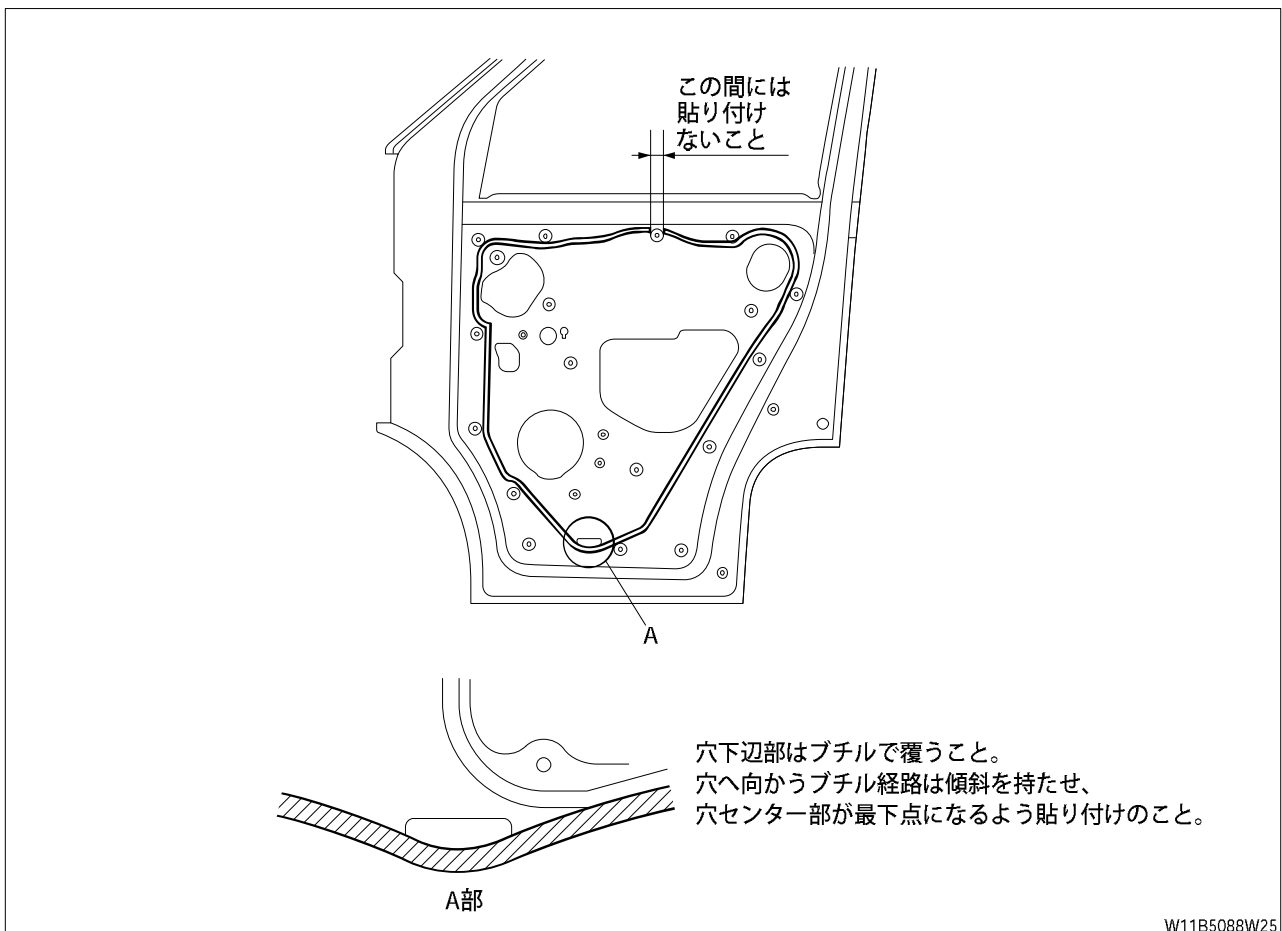 この間には
貼り付け
ないこと
A
穴下辺部はブチルで覆うこと。
穴へ向かうブチル経路は傾斜を持たせ、
穴センター部が最下点になるよう貼り付けのこと。
A部
W11B5088W25